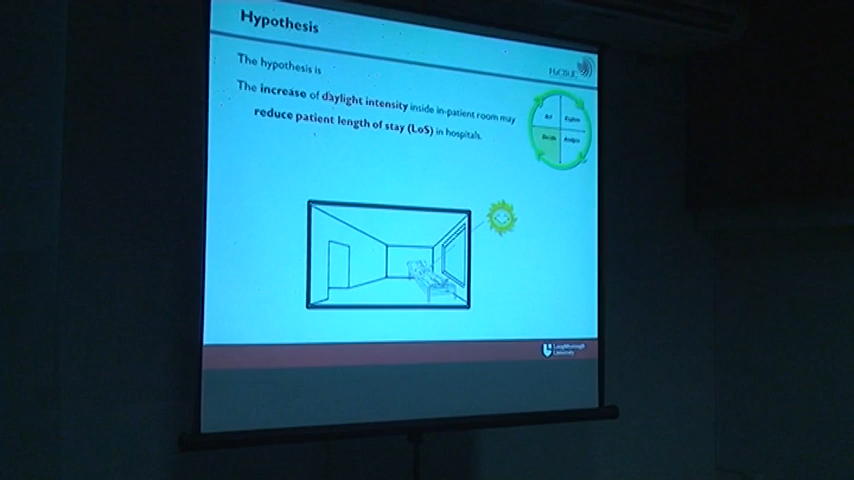 Hypothesis
The hypothesis is
The increase of daylight intensity inside in-patient room may
reduce patient length of stay (LoS) in hospitals.
HaCIRIC
Act
Explore
Decide
Analyse
Loughborough
University